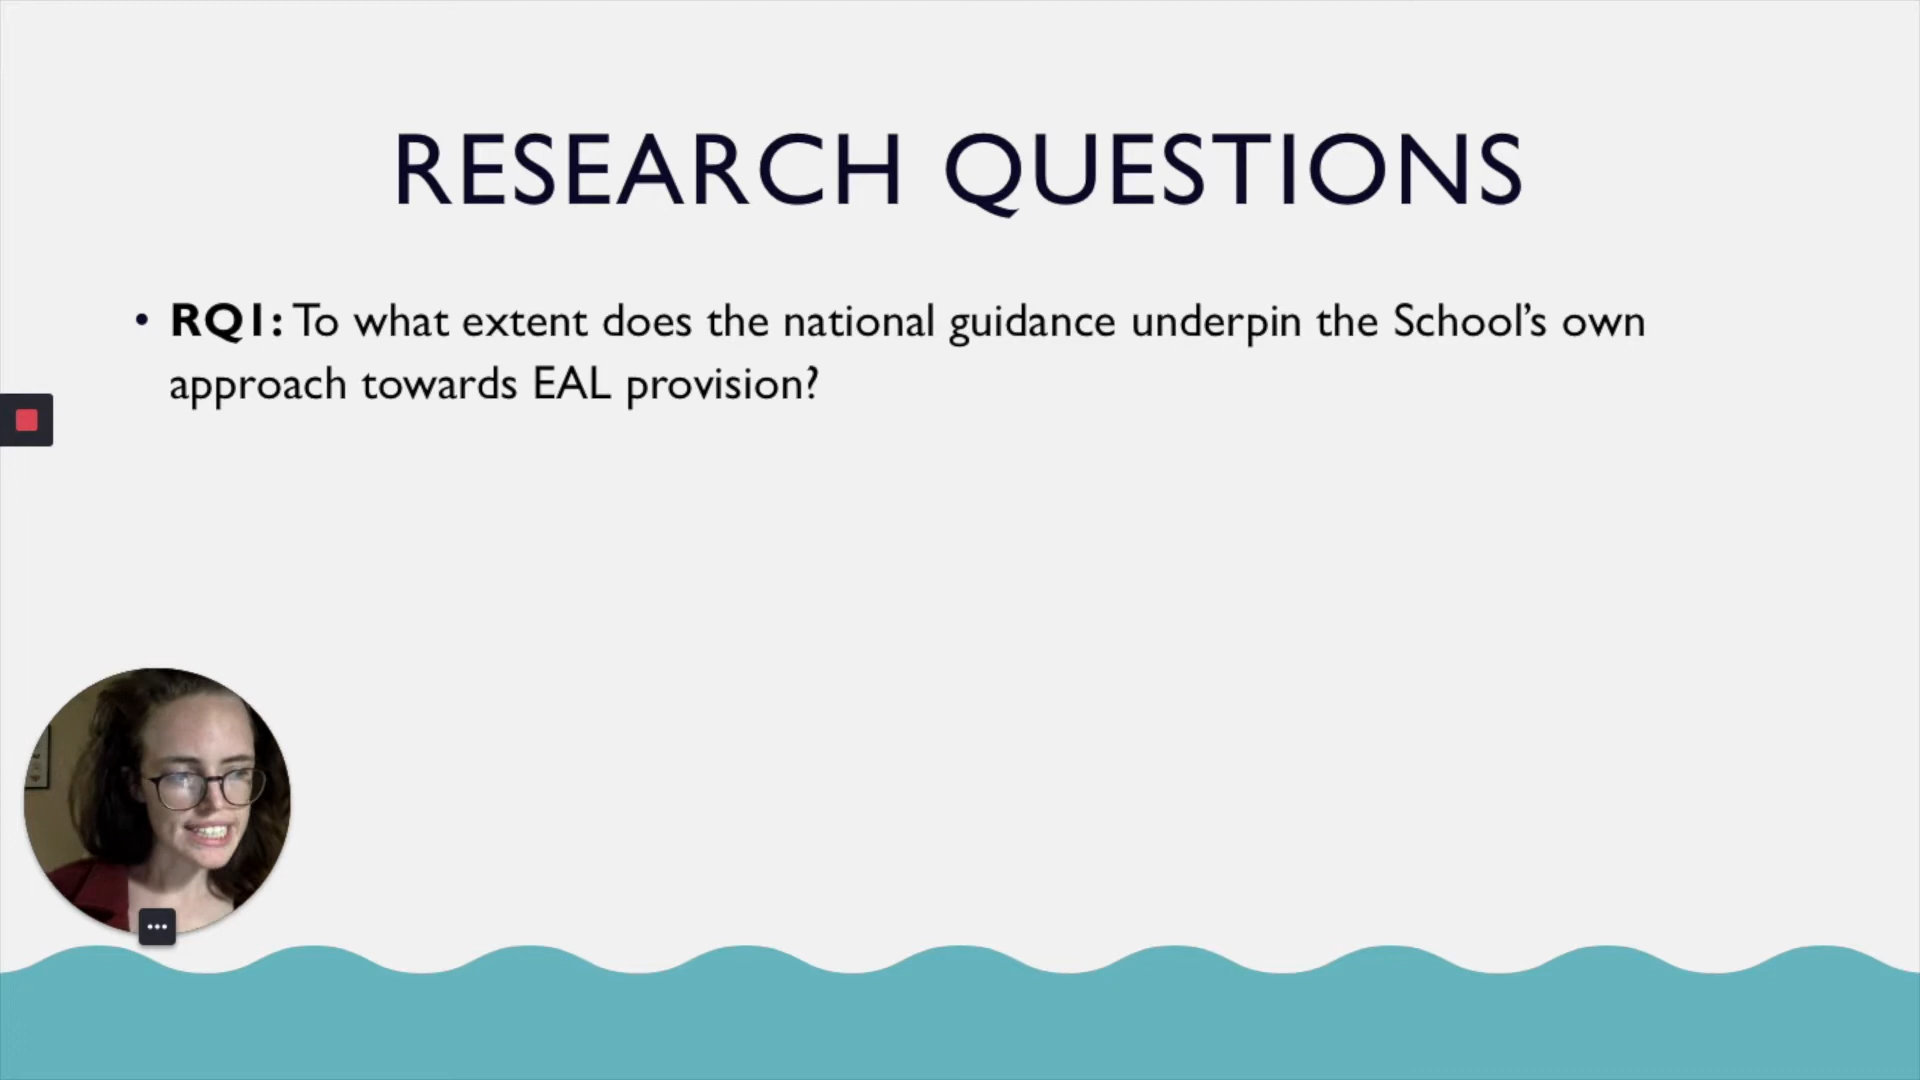 RESEARCH QUESTIONS
• RQ1: To what extent does the national guidance underpin the School’s own
approach towards EAL provision?